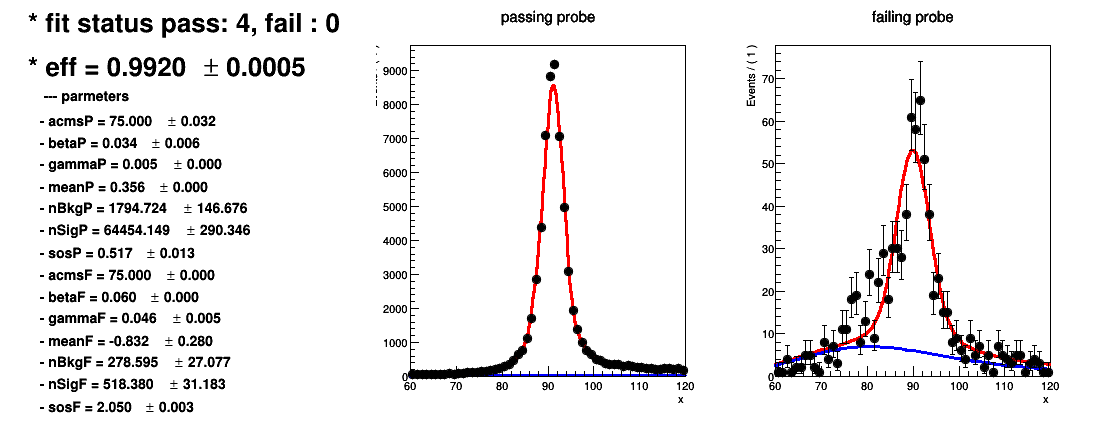 * fit status pass: 4, fail : 0
* eff = 0.9920 ± 0.0005
--- parmeters
- acmsP = 75.000 ± 0.032
- betaP = 0.034 ± 0.006
- gammaP = 0.005 ± 0.000
- meanP = 0.356 ± 0.000
- nBkgP = 1794.724 ± 146.676
- nSigP = 64454.149 ± 290.346
- sosP = 0.517 ± 0.013
- acmsF = 75.000 ± 0.000
- betaF = 0.060 ± 0.000
- gammaF = 0.046 ± 0.005
- meanF = -0.832 ± 0.280
- nBkgF = 278.595 ± 27.077
- nSigF = 518.380 ± 31.183
- sosF = 2.050 ± 0.003
passing probe
9000
8000
7000
6000
5000
4000
3000
2000
1000
0
60 70 80 90 100 110 120
x
failing probe
Events / ( 1 )
70
60
50
40
30
20
10
0
60 70 80 90 100 110 120
x